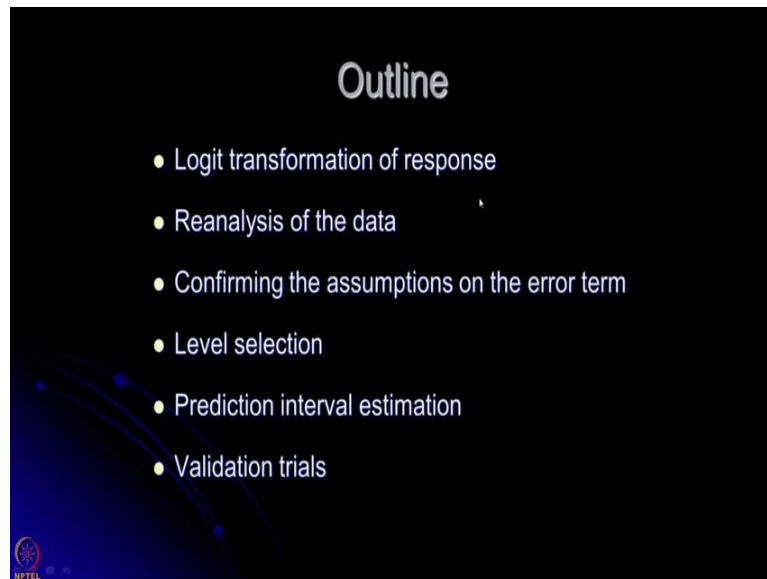 Outline
Logit transformation of response
Reanalysis of the data
Confirming the assumptions on the error term
Level selection
Prediction interval estimation
Validation trials
NPTEL